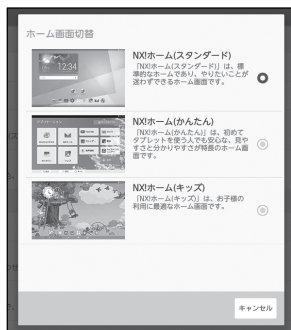 ホーム画面切替
NX!ホーム(スタンダード)
「NX!ホーム(スタンダード)」は、標
準的なホームであり、やりたいことが
迷わずできるホーム画面です。
12:34
NX!ホーム(かんたん)
「NX!ホーム(かんたん)」は、初めて
タブレットを使う人でも安心な、見や
すさと分かりやすさが特長のホーム画
面です。
NX!ホーム(キッズ)
「NX!ホーム(キッズ)」は、お子様の
利用に最適なホーム画面です。
キャンセル